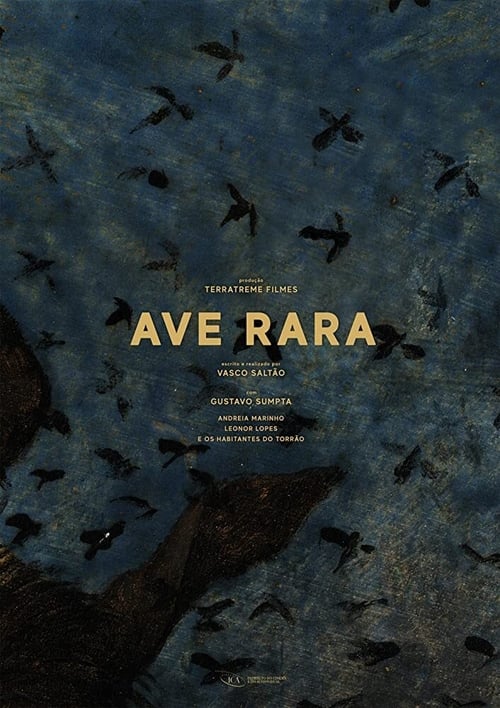 produção
TERRATREME FILMES
AVE RARA
escrito e realizado por
VASCO SALTÃO
com
GUSTAVO SUMPTA
ANDREIA MARINHO
LEONOR LOPES
E OS HABITANTES DO TORRÃO
ICA